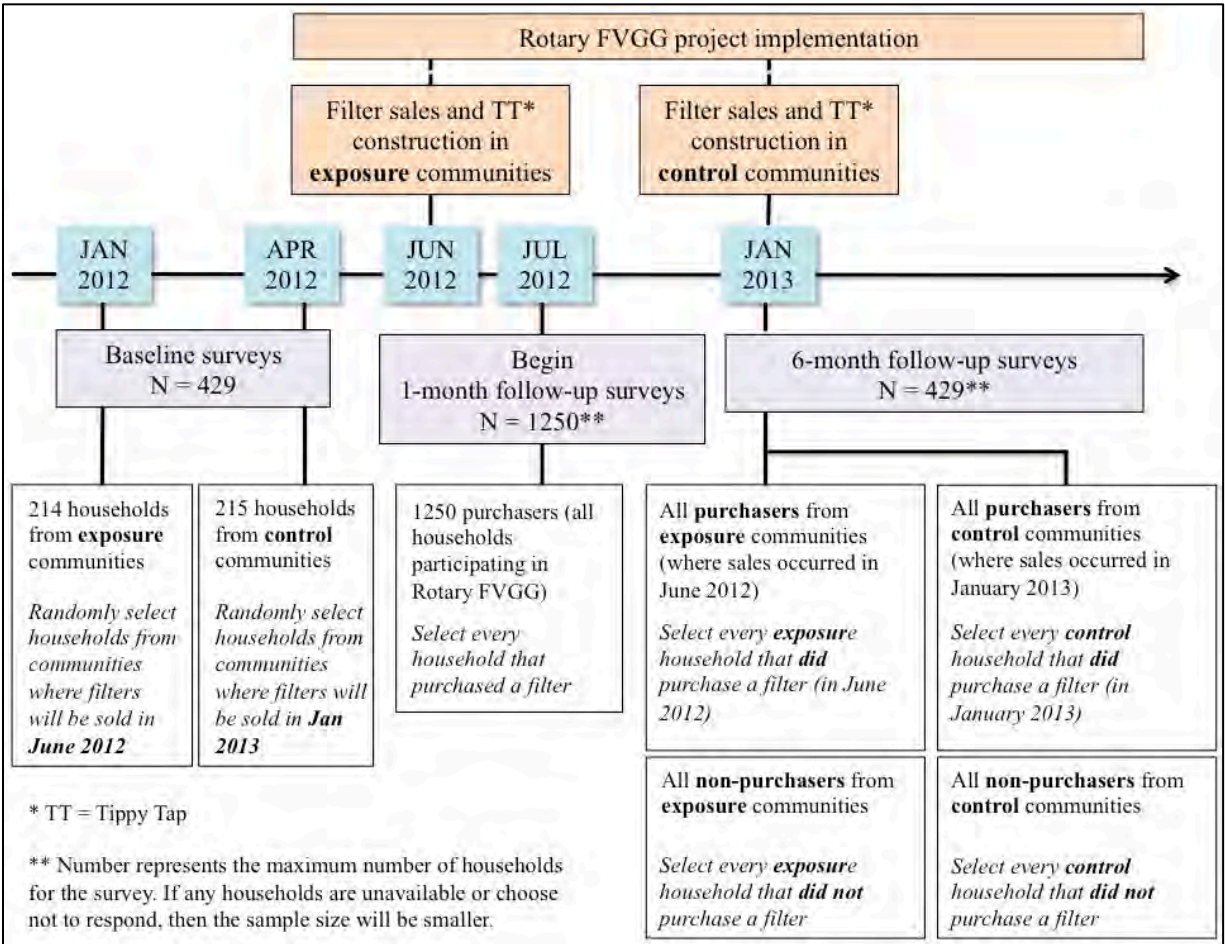 Rotary FVGG project implementation
Filter sales and TT*
construction in
exposure communities
Filter sales and TT*
construction in
control communities
JAN
2012
APR
2012
JUN
2012
JUL
2012
JAN
2013
Baseline surveys
N = 429
Begin
1-month follow-up surveys
N = 1250**
6-month follow-up surveys
N = 429**
214 households
from exposure
communities
Randomly select
households from
communities
where filters
will be sold in
June 2012
215 households
from control
communities
Randomly select
households from
communities
where filters will
be sold in Jan
2013
1250 purchasers (all
households
participating in
Rotary FVGG)
Select every
household that
purchased a filter
All purchasers from
exposure communities
(where sales occurred in
June 2012)
Select every exposure
household that did
purchase a filter (in June
2012)
All purchasers from
control communities
(where sales occurred in
January 2013)
Select every control
household that did
purchase a filter (in
January 2013)
All non-purchasers from
exposure communities
Select every exposure
household that did not
purchase a filter
All non-purchasers from
control communities
Select every control
household that did not
purchase a filter
* TT = Tippy Tap
** Number represents the maximum number of households
for the survey. If any households are unavailable or choose
not to respond, then the sample size will be smaller.